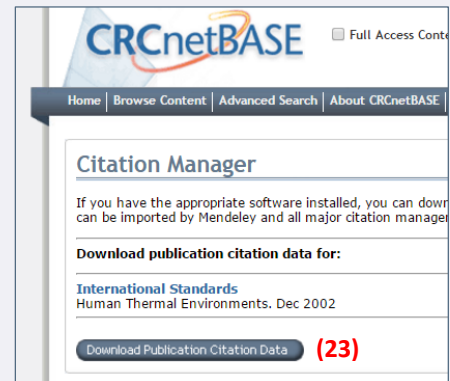 CRCnetBASE
Full Access Conte
Home | Browse Content | Advanced Search | About CRCnetBASE |
Citation Manager
If you have the appropriate software installed, you can down
can be imported by Mendeley and all major citation manager
Download publication citation data for:
International Standards
Human Thermal Environments. Dec 2002
Download Publication Citation Data (23)